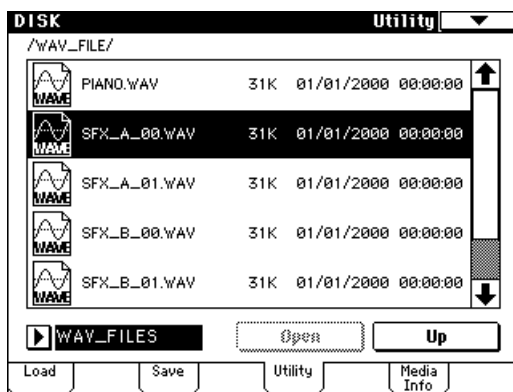 DISK Utility
/WAV_FILE/
WAVE PIANO.WAV 31K 01/01/2000 00:00:00
WAVE SFX_A_00.WAV 31K 01/01/2000 00:00:00
WAVE SFX_A_01.WAV 31K 01/01/2000 00:00:00
WAVE SFX_B_00.WAV 31K 01/01/2000 00:00:00
WAVE SFX_B_01.WAV 31K 01/01/2000 00:00:00
WAV_FILES Open Up
Load Save Utility Media Info